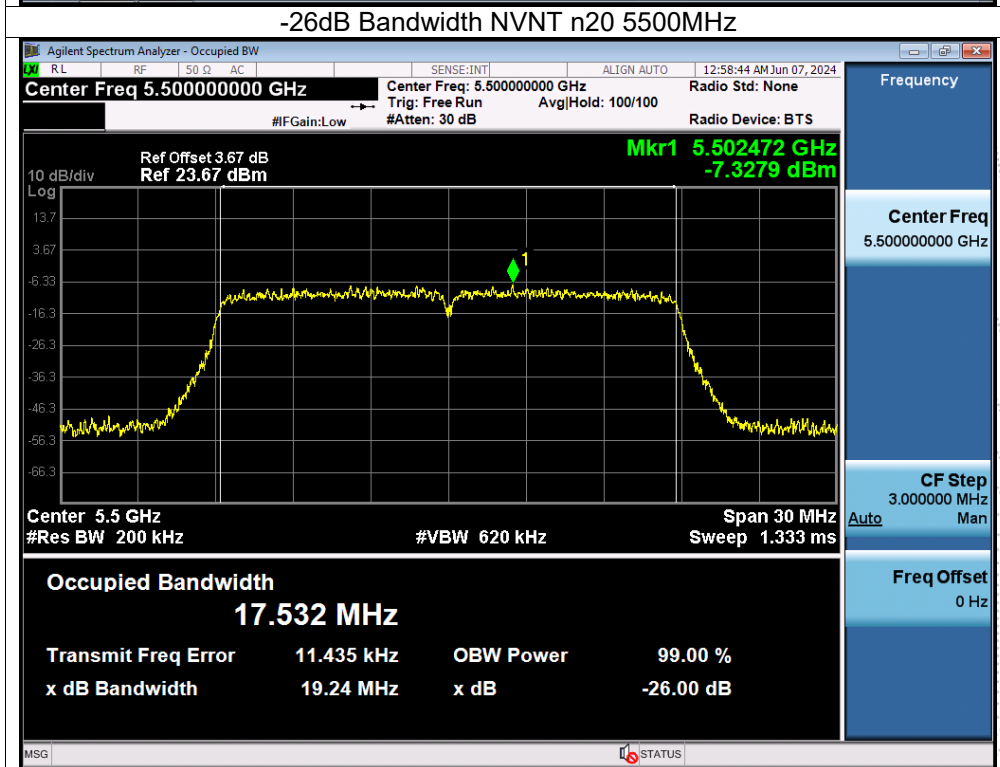 -26dB Bandwidth NVNT n20 5500MHz
Agilent Spectrum Analyzer - Occupied BW
LXI RL RF 50 Ω AC SENSE:INT ALIGN AUTO 12:58:44 AM Jun 07, 2024
Center Freq 5.500000000 GHz
Center Freq: 5.500000000 GHz
Radio Std: None
Trig: Free Run Avg|Hold: 100/100
#IFGain:Low #Atten: 30 dB Radio Device: BTS
Frequency
Mkr1 5.502472 GHz
-7.3279 dBm
Ref Offset 3.67 dB
10 dB/div Ref 23.67 dBm
Log
13.7
3.67
-6.33
-16.3
-26.3
-36.3
-46.3
-56.3
-66.3
1
Center 5.5 GHz Span 30 MHz
#Res BW 200 kHz #VBW 620 kHz Sweep 1.333 ms
Occupied Bandwidth
17.532 MHz
Transmit Freq Error 11.435 kHz OBW Power 99.00 %
x dB Bandwidth 19.24 MHz x dB -26.00 dB
Center Freq
5.500000000 GHz
CF Step
3.000000 MHz
Auto Man
Freq Offset
0 Hz
MSG STATUS